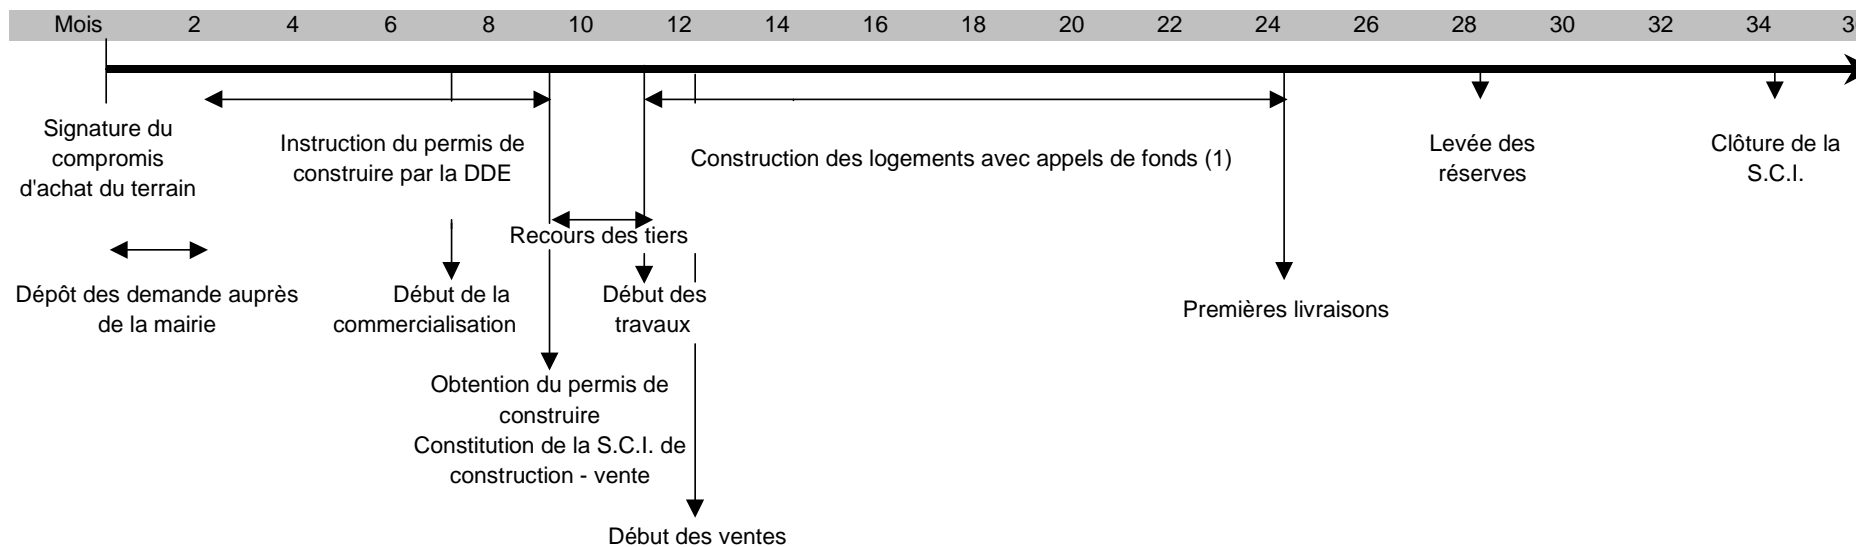 Mois 2 4 6 8 10 12 14 16 18 20 22 24 26 28 30 32 34
Signature du
compromis
d'achat du terrain
Instruction du permis de
construire par la DDE
Construction des logements avec appels de fonds (1)
Levée des
réserves
Clôture de la
S.C.I.
Recours des tiers
Dépôt des demande auprès
de la mairie
Début de la
commercialisation
Début des
travaux
Premières livraisons
Obtention du permis de
construire
Constitution de la S.C.I. de
construction - vente
Début des ventes